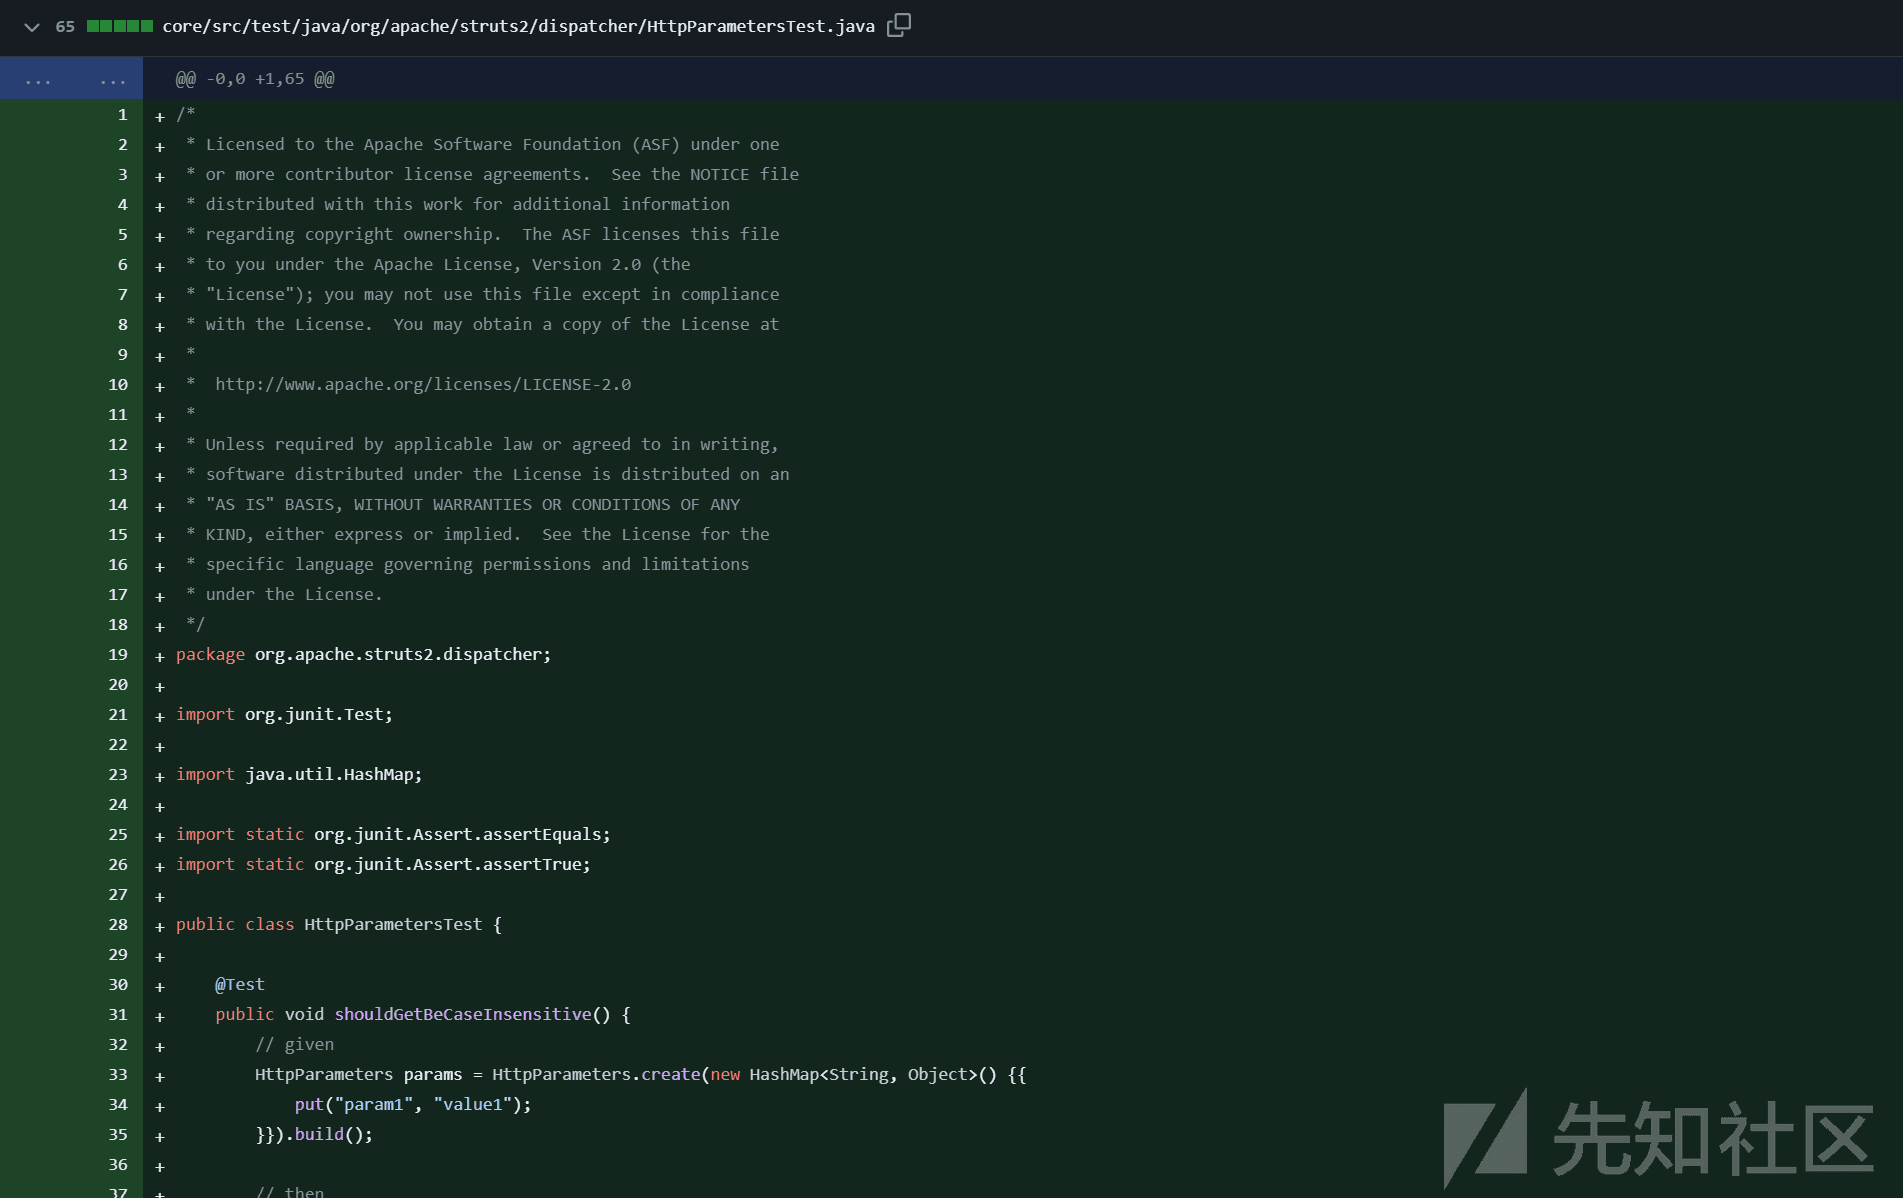 65 core/src/test/java/org/apache/struts2/dispatcher/HttpParametersTest.java
... ... @@ -0,0 +1,65 @@
1 + /*
2 + * Licensed to the Apache Software Foundation (ASF) under one
3 + * or more contributor license agreements.  See the NOTICE file
4 + * distributed with this work for additional information
5 + * regarding copyright ownership.  The ASF licenses this file
6 + * to you under the Apache License, Version 2.0 (the
7 + * "License"); you may not use this file except in compliance
8 + * with the License.  You may obtain a copy of the License at
9 + *
10 + *  http://www.apache.org/licenses/LICENSE-2.0
11 + *
12 + * Unless required by applicable law or agreed to in writing,
13 + * software distributed under the License is distributed on an
14 + * "AS IS" BASIS, WITHOUT WARRANTIES OR CONDITIONS OF ANY
15 + * KIND, either express or implied.  See the License for the
16 + * specific language governing permissions and limitations
17 + * under the License.
18 + */
19 + package org.apache.struts2.dispatcher;
20 +
21 + import org.junit.Test;
22 +
23 + import java.util.HashMap;
24 +
25 + import static org.junit.Assert.assertEquals;
26 + import static org.junit.Assert.assertTrue;
27 +
28 + public class HttpParametersTest {
29 +
30 +     @Test
31 +     public void shouldGetBeCaseInsensitive() {
32 +         // given
33 +         HttpParameters params = HttpParameters.create(new HashMap<String, Object>() {{
34 +             put("param1", "value1");
35 +         }}).build();
36 +
37 +         // then
先知社区